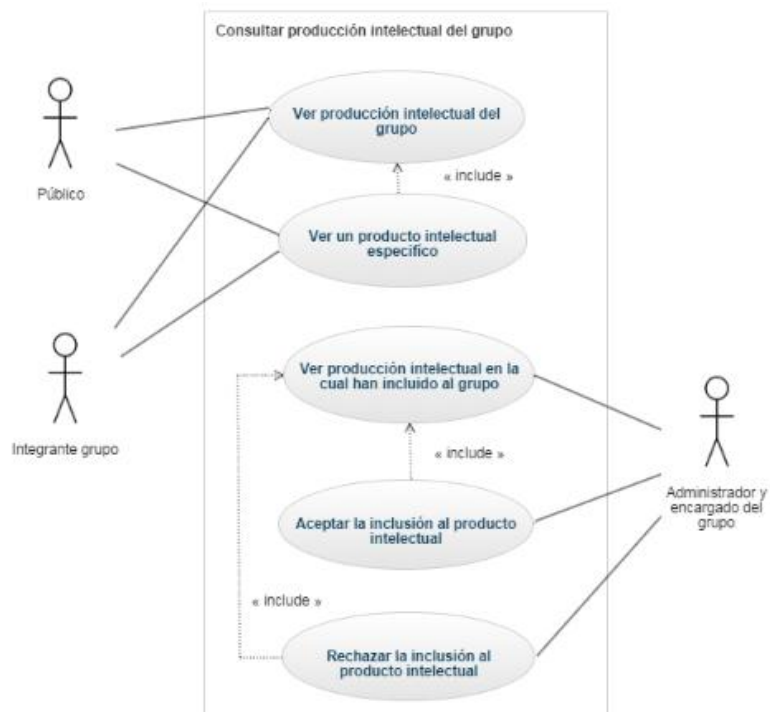 Consultar producción intelectual del grupo
Ver producción intelectual del
grupo
Público
« include »
Ver un producto intelectual
especifíco
Ver producción intelectual en la
cual han incluido al grupo
Integrante grupo
« include »
Administrador y
encargado del
grupo
Aceptar la inclusión al producto
intelectual
« include »
Rechazar la inclusión al
producto intelectual